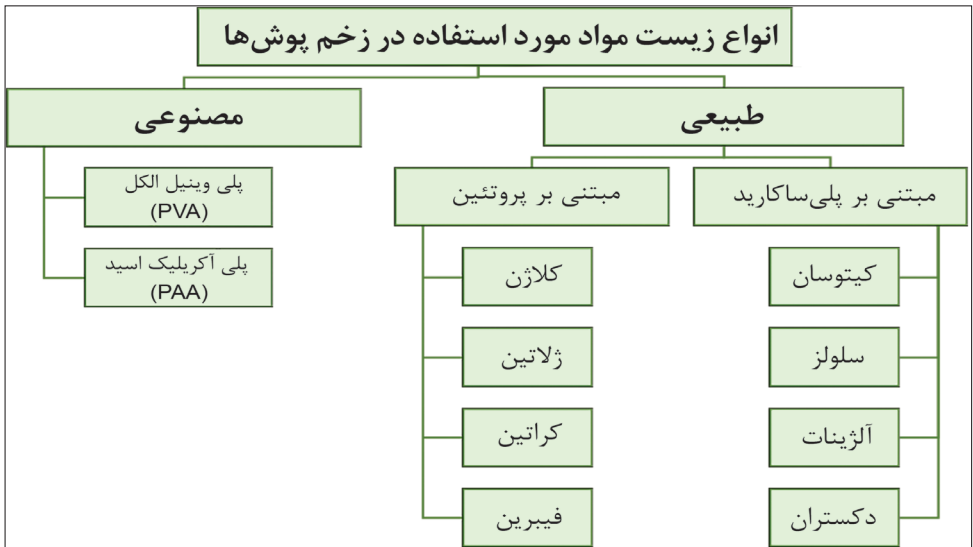 انواع زیست مواد مورد استفاده در زخم پوش‌ها
طبیعی
مصنوعی
مبتنی بر پلی‌ساکارید
کیتوسان
سلولز
آلژینات
دکستران
مبتنی بر پروتئین
کلاژن
ژلاتین
کراتین
فیبرین
پلی وینیل الکل
(PVA)
پلی آکریلیک اسید
(PAA)